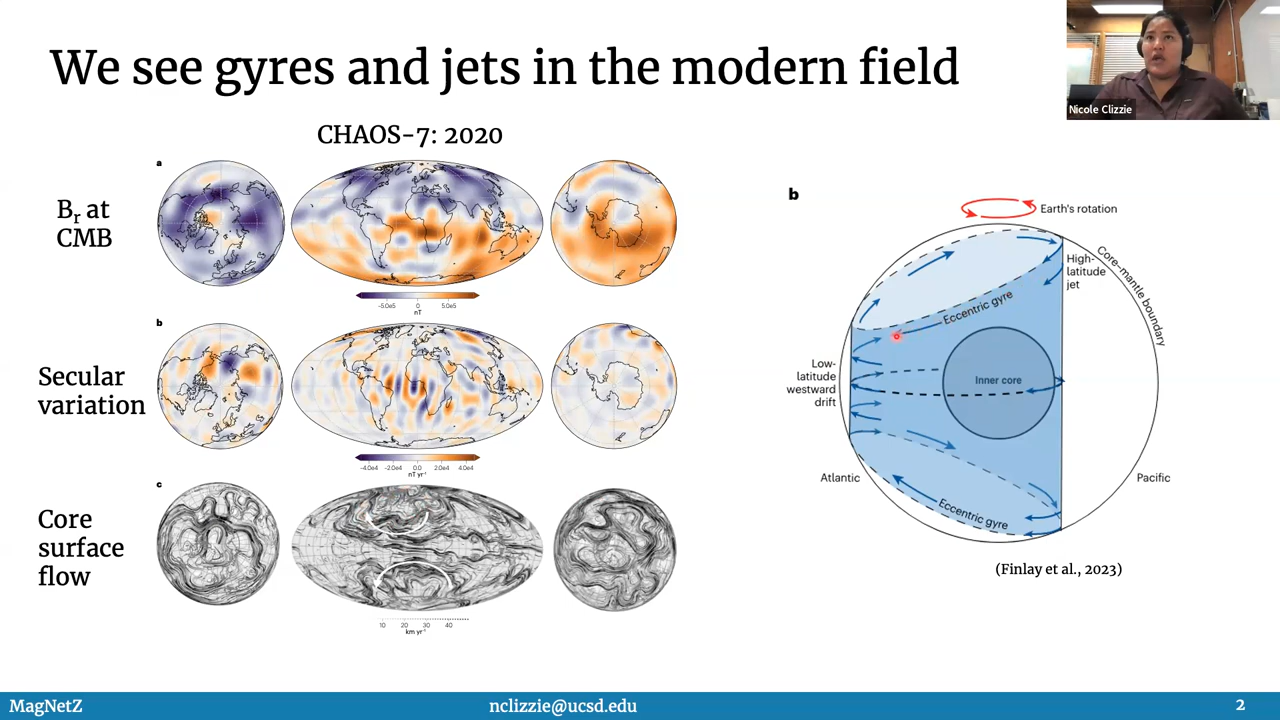 We see gyres and jets in the modern field
Nicole Clizzie
CHAOS-7: 2020
a
Br at
CMB
-5.0e5 0 5.0e5
nT
b
Secular
variation
-4.0e4 -2.0e4 0.0 2.0e4 4.0e4
nT yr⁻¹
c
Core
surface
flow
10 20 30 40
km yr⁻¹
b
Earth's rotation
High-
latitude
jet
Core–mantle boundary
Eccentric gyre
Low-
latitude
westward
drift
Inner core
Atlantic
Pacific
Eccentric gyre
(Finlay et al., 2023)
MagNetZ
nclizzie@ucsd.edu
2